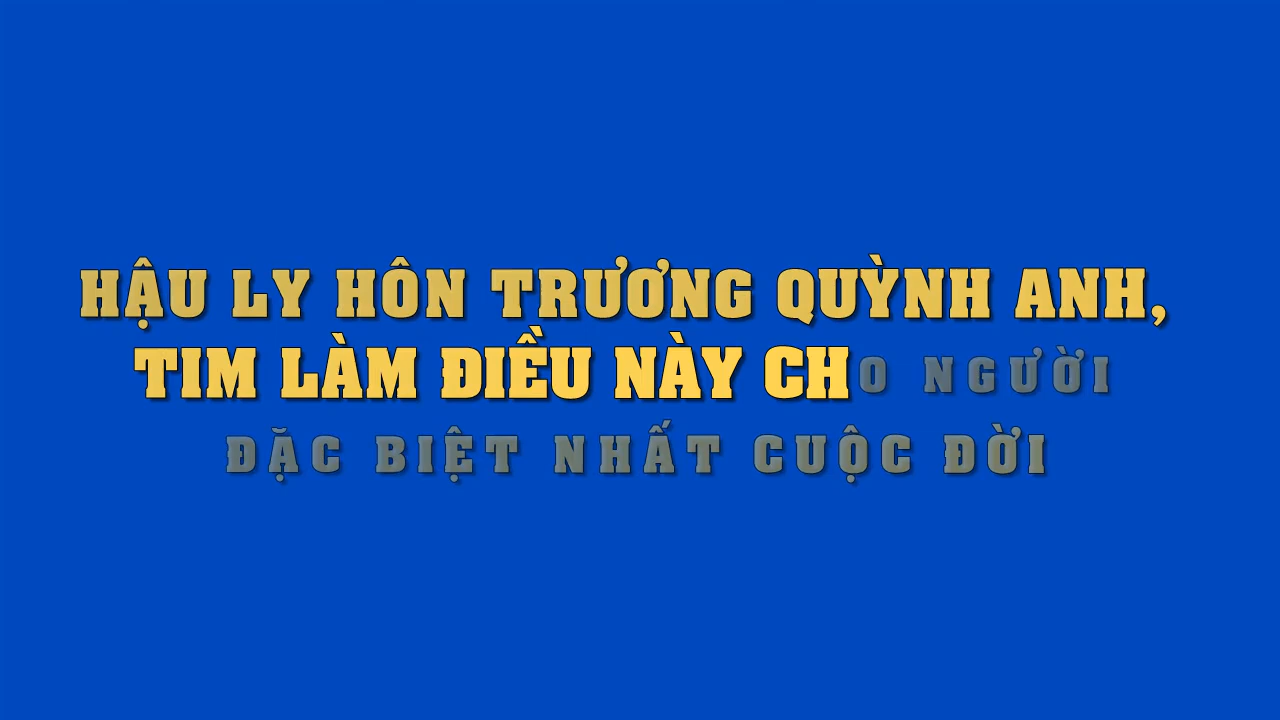 HẬU LY HÔN TRƯƠNG QUỲNH ANH,
TIM LÀM ĐIỀU NÀY CHO NGƯỜI
ĐẶC BIỆT NHẤT CUỘC ĐỜI